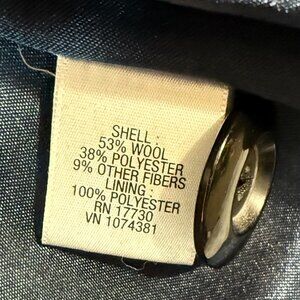 SHELL :
53% WOOL
38% POLYESTER
9% OTHER FIBERS
LINING :
100% POLYESTER
RN 17730
VN 1074381